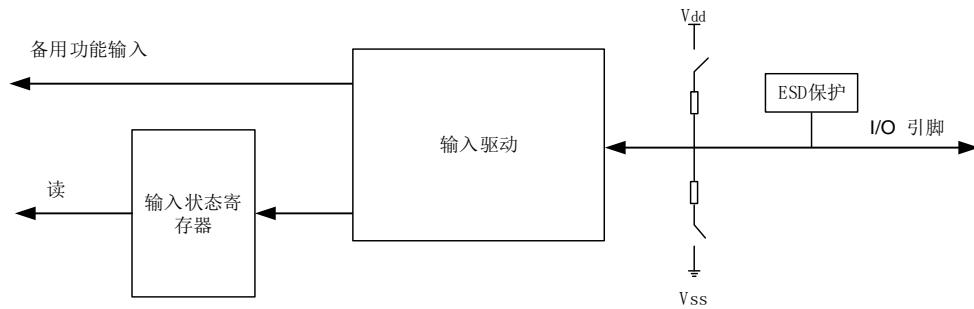 Vdd
备用功能输入
ESD保护
输入驱动
I/O 引脚
读
输入状态寄
存器
Vss